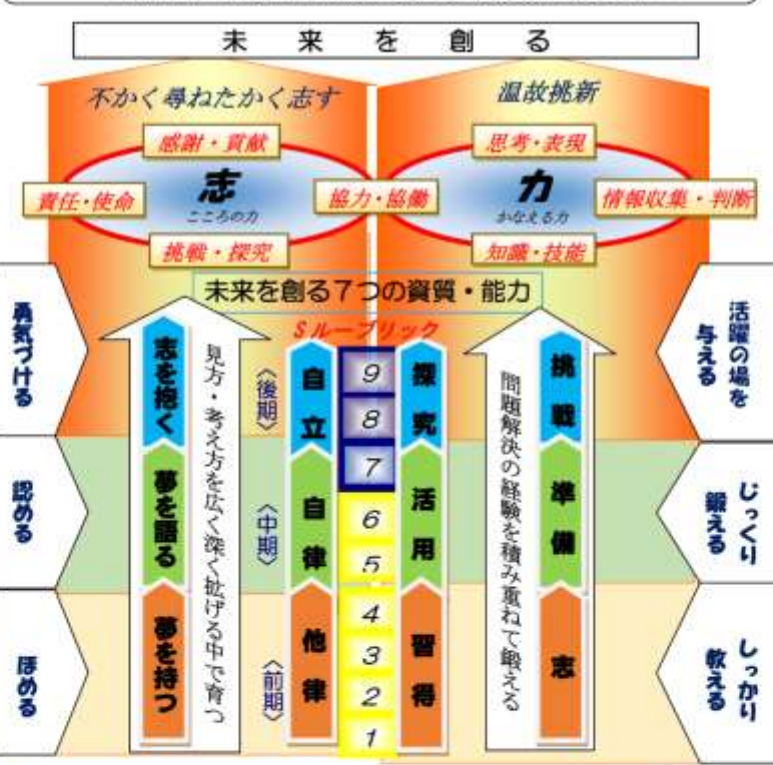 未来を創る
不かく尋ねたかく志す
温故挑新
感謝・貢献
思考・表現
責任・使命
志
こころの力
協力・協働
力
かなえる力
情報収集・判断
挑戦・探究
知識・技能
未来を創る7つの資質・能力
Sルーブリック
勇気づける
認める
ほめる
志を抱く
夢を語る
夢を持つ
見方・考え方を広く深く拡げる中で育つ
〈後期〉
〈中期〉
〈前期〉
自立
自律
他律
9
8
7
6
5
4
3
2
1
探究
活用
習得
問題解決の経験を積み重ねて鍛える
挑戦
準備
志
活躍の場を
与える
じっくり
鍛える
しっかり
教える